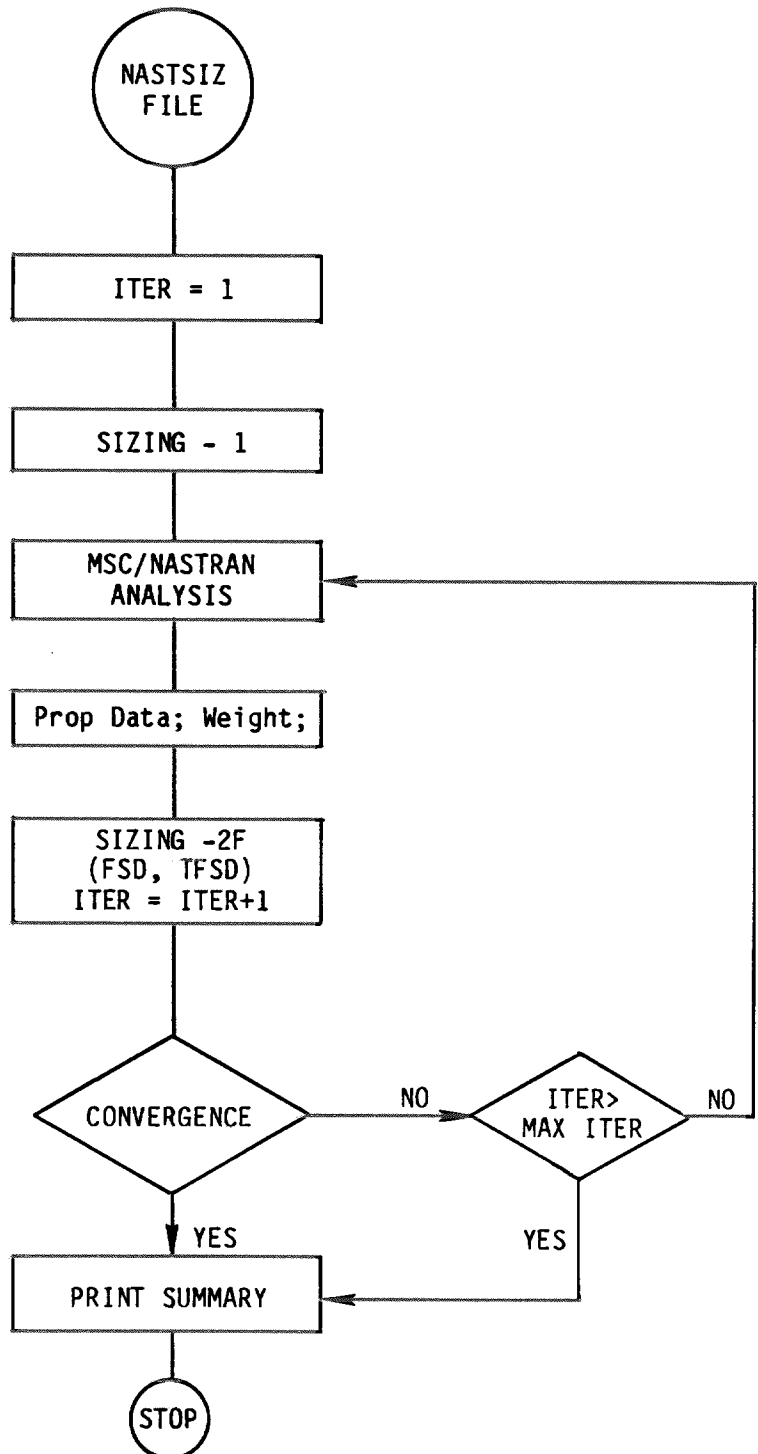 NASTSIZ
FILE
ITER = 1
SIZING - 1
MSC/NASTRAN
ANALYSIS
Prop Data; Weight;
SIZING -2F
(FSD, TFSD)
ITER = ITER+1
CONVERGENCE
NO
ITER>
MAX ITER
NO
YES
YES
PRINT SUMMARY
STOP